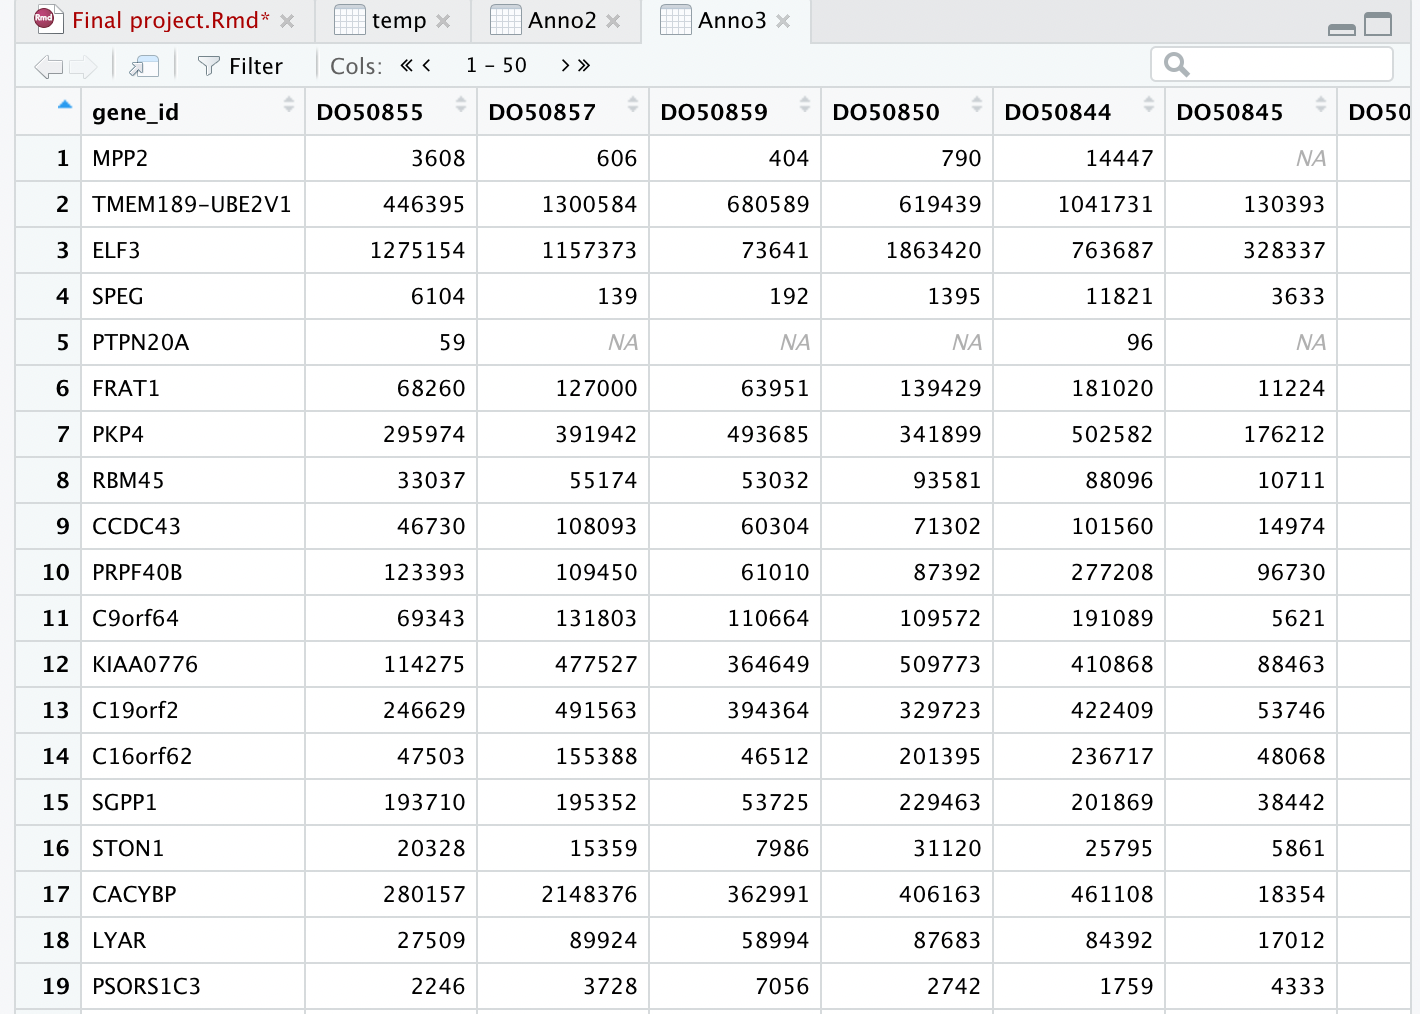 Rmd Final project.Rmd* temp Anno2 Anno3
Filter Cols: 1 - 50
gene_id DO50855 DO50857 DO50859 DO50850 DO50844 DO50845 DO50
1 MPP2 3608 606 404 790 14447 NA
2 TMEM189-UBE2V1 446395 1300584 680589 619439 1041731 130393
3 ELF3 1275154 1157373 73641 1863420 763687 328337
4 SPEG 6104 139 192 1395 11821 3633
5 PTPN20A 59 NA NA NA 96 NA
6 FRAT1 68260 127000 63951 139429 181020 11224
7 PKP4 295974 391942 493685 341899 502582 176212
8 RBM45 33037 55174 53032 93581 88096 10711
9 CCDC43 46730 108093 60304 71302 101560 14974
10 PRPF40B 123393 109450 61010 87392 277208 96730
11 C9orf64 69343 131803 110664 109572 191089 5621
12 KIAA0776 114275 477527 364649 509773 410868 88463
13 C19orf2 246629 491563 394364 329723 422409 53746
14 C16orf62 47503 155388 46512 201395 236717 48068
15 SGPP1 193710 195352 53725 229463 201869 38442
16 STON1 20328 15359 7986 31120 25795 5861
17 CACYBP 280157 2148376 362991 406163 461108 18354
18 LYAR 27509 89924 58994 87683 84392 17012
19 PSORS1C3 2246 3728 7056 2742 1759 4333